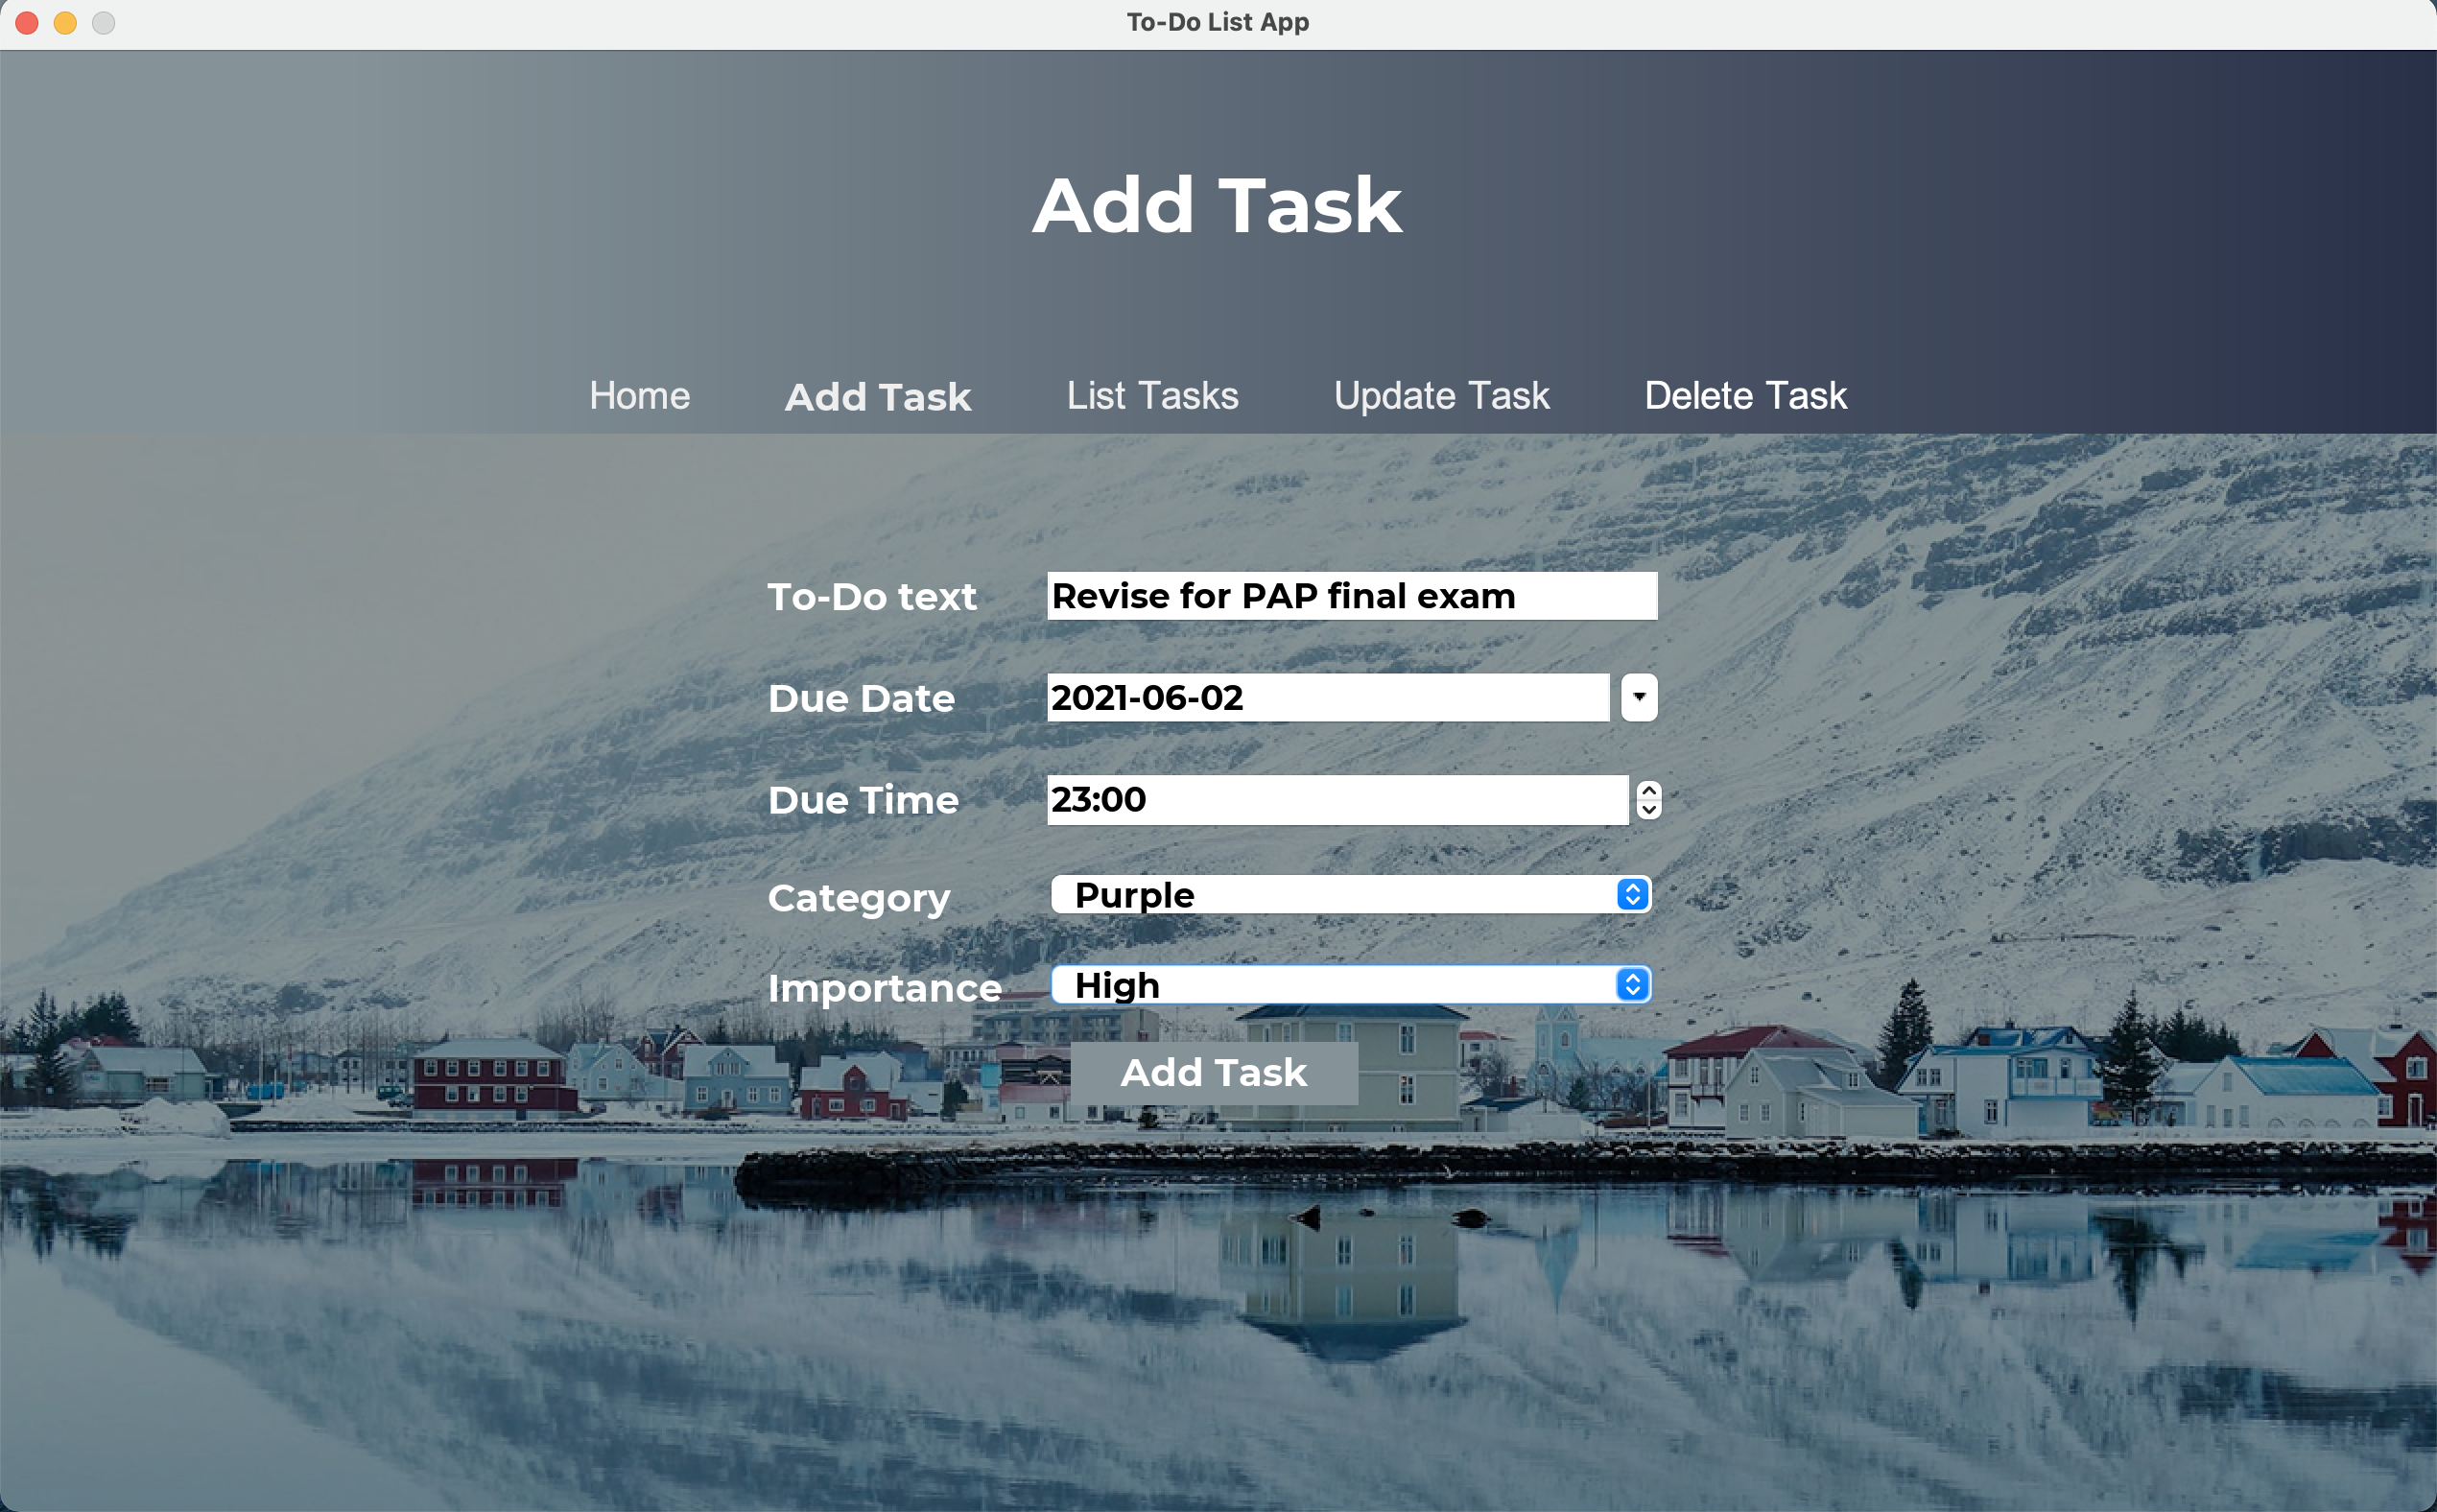 To-Do List App
Add Task
Home Add Task List Tasks Update Task Delete Task
To-Do text Revise for PAP final exam
Due Date 2021-06-02
Due Time 23:00
Category Purple
Importance High
Add Task